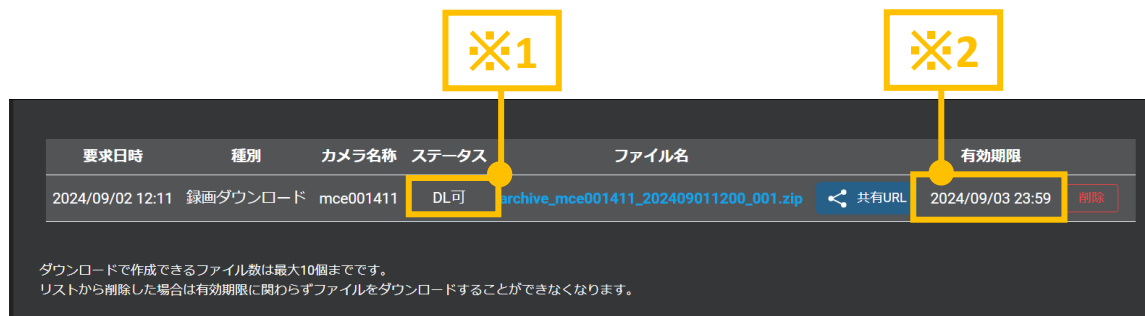 ※1
※2
要求日時 種別 カメラ名称 ステータス ファイル名 有効期限
2024/09/02 12:11 録画ダウンロード mce001411 DL可 archive_mce001411_202409011200_001.zip 共有URL 2024/09/03 23:59 削除
ダウンロードで作成できるファイル数は最大10個までです。
リストから削除した場合は有効期限に関わらずファイルをダウンロードすることができなくなります。